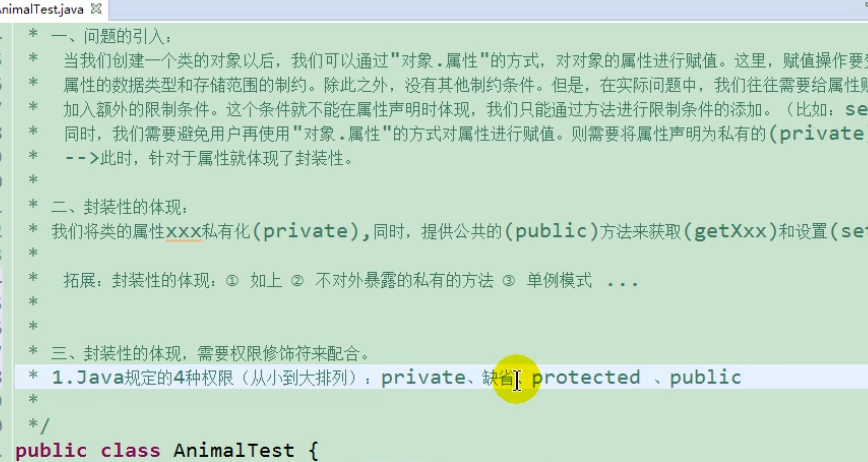 AnimalTest.java
* 一、问题的引入:
* 当我们创建一个类的对象以后，我们可以通过"对象.属性"的方式，对对象的属性进行赋值。这里，赋值操作要
* 属性的数据类型和存储范围的制约。除此之外，没有其他制约条件。但是，在实际问题中，我们往往需要给属性
* 加入额外的限制条件。这个条件就不能在属性声明时体现，我们只能通过方法进行限制条件的添加。（比如: se
* 同时，我们需要避免用户再使用"对象.属性"的方式对属性进行赋值。则需要将属性声明为私有的(private
* -->此时，针对于属性就体现了封装性。
*
* 二、封装性的体现:
* 我们将类的属性xxx私有化(private),同时，提供公共的(public)方法来获取(getXxx)和设置(se
*
* 拓展: 封装性的体现: ① 如上 ② 不对外暴露的私有的方法 ③ 单例模式 ...
*
*
* 三、封装性的体现，需要权限修饰符来配合。
* 1.Java规定的4种权限（从小到大排列）: private、缺省、protected 、public
*
*/
public class AnimalTest {